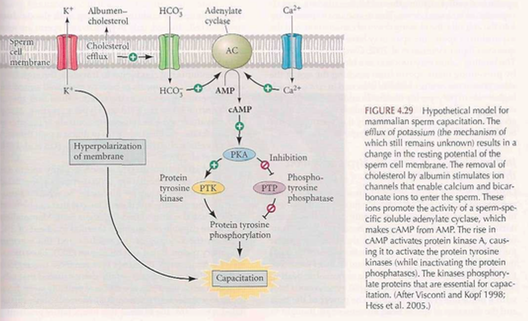 K⁺
Albumen–
cholesterol
HCO₃⁻
Adenylate
cyclase
Ca²⁺
Sperm
cell
membrane
Cholesterol
efflux
+
AC
K⁺
HCO₃⁻
+
AMP
+
Ca²⁺
cAMP
+
Hyperpolarization
of membrane
PKA
Inhibition
+
Protein
tyrosine
kinase
PTK
PTP
Phospho-
tyrosine
phosphatase
Protein tyrosine
phosphorylation
Capacitation
FIGURE 4.29 Hypothetical model for
mammalian sperm capacitation. The
efflux of potassium (the mechanism of
which still remains unknown) results in a
change in the resting potential of the
sperm cell membrane. The removal of
cholesterol by albumin stimulates ion
channels that enable calcium and bicar-
bonate ions to enter the sperm. These
ions promote the activity of a sperm-spe-
cific soluble adenylate cyclase, which
makes cAMP from AMP. The rise in
cAMP activates protein kinase A, caus-
ing it to activate the protein tyrosine
kinases (while inactivating the protein
phosphatases). The kinases phosphory-
late proteins that are essential for capac-
itation. (After Visconti and Kopf 1998;
Hess et al. 2005.)